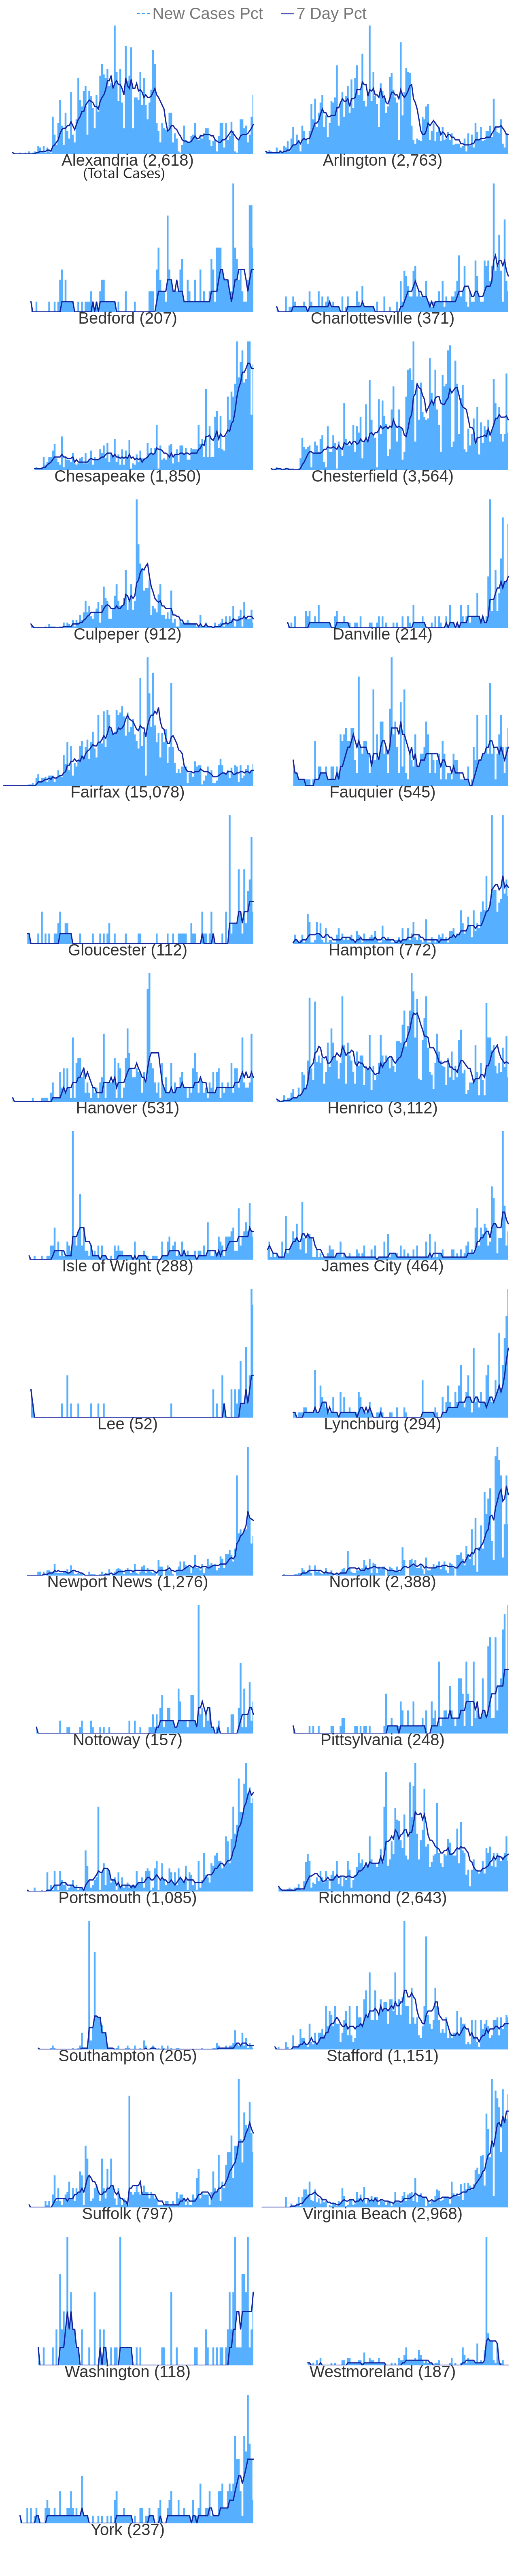 New Cases Pct 7 Day Pct
Alexandria (2,618) Arlington (2,763)
(Total Cases)
Bedford (207) Charlottesville (371)
Chesapeake (1,850) Chesterfield (3,564)
Culpeper (912) Danville (214)
Fairfax (15,078) Fauquier (545)
Gloucester (112) Hampton (772)
Hanover (531) Henrico (3,112)
Isle of Wight (288) James City (464)
Lee (52) Lynchburg (294)
Newport News (1,276) Norfolk (2,388)
Nottoway (157) Pittsylvania (248)
Portsmouth (1,085) Richmond (2,643)
Southampton (205) Stafford (1,151)
Suffolk (797) Virginia Beach (2,968)
Washington (118) Westmoreland (187)
York (237)